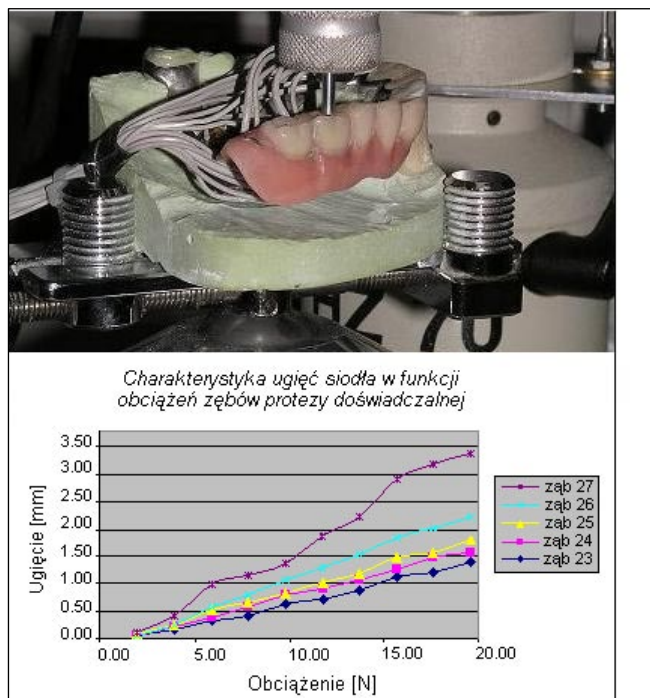 HZ 70
Charakterystyka ugięć siodła w funkcji
obciążeń zębów protezy doświadczalnej
3.50
3.00
2.50
2.00
1.50
1.00
0.50
0.00
Ugięcie [mm]
0.00 5.00 10.00 15.00 20.00
Obciążenie [N]
ząb 27
ząb 26
ząb 25
ząb 24
ząb 23